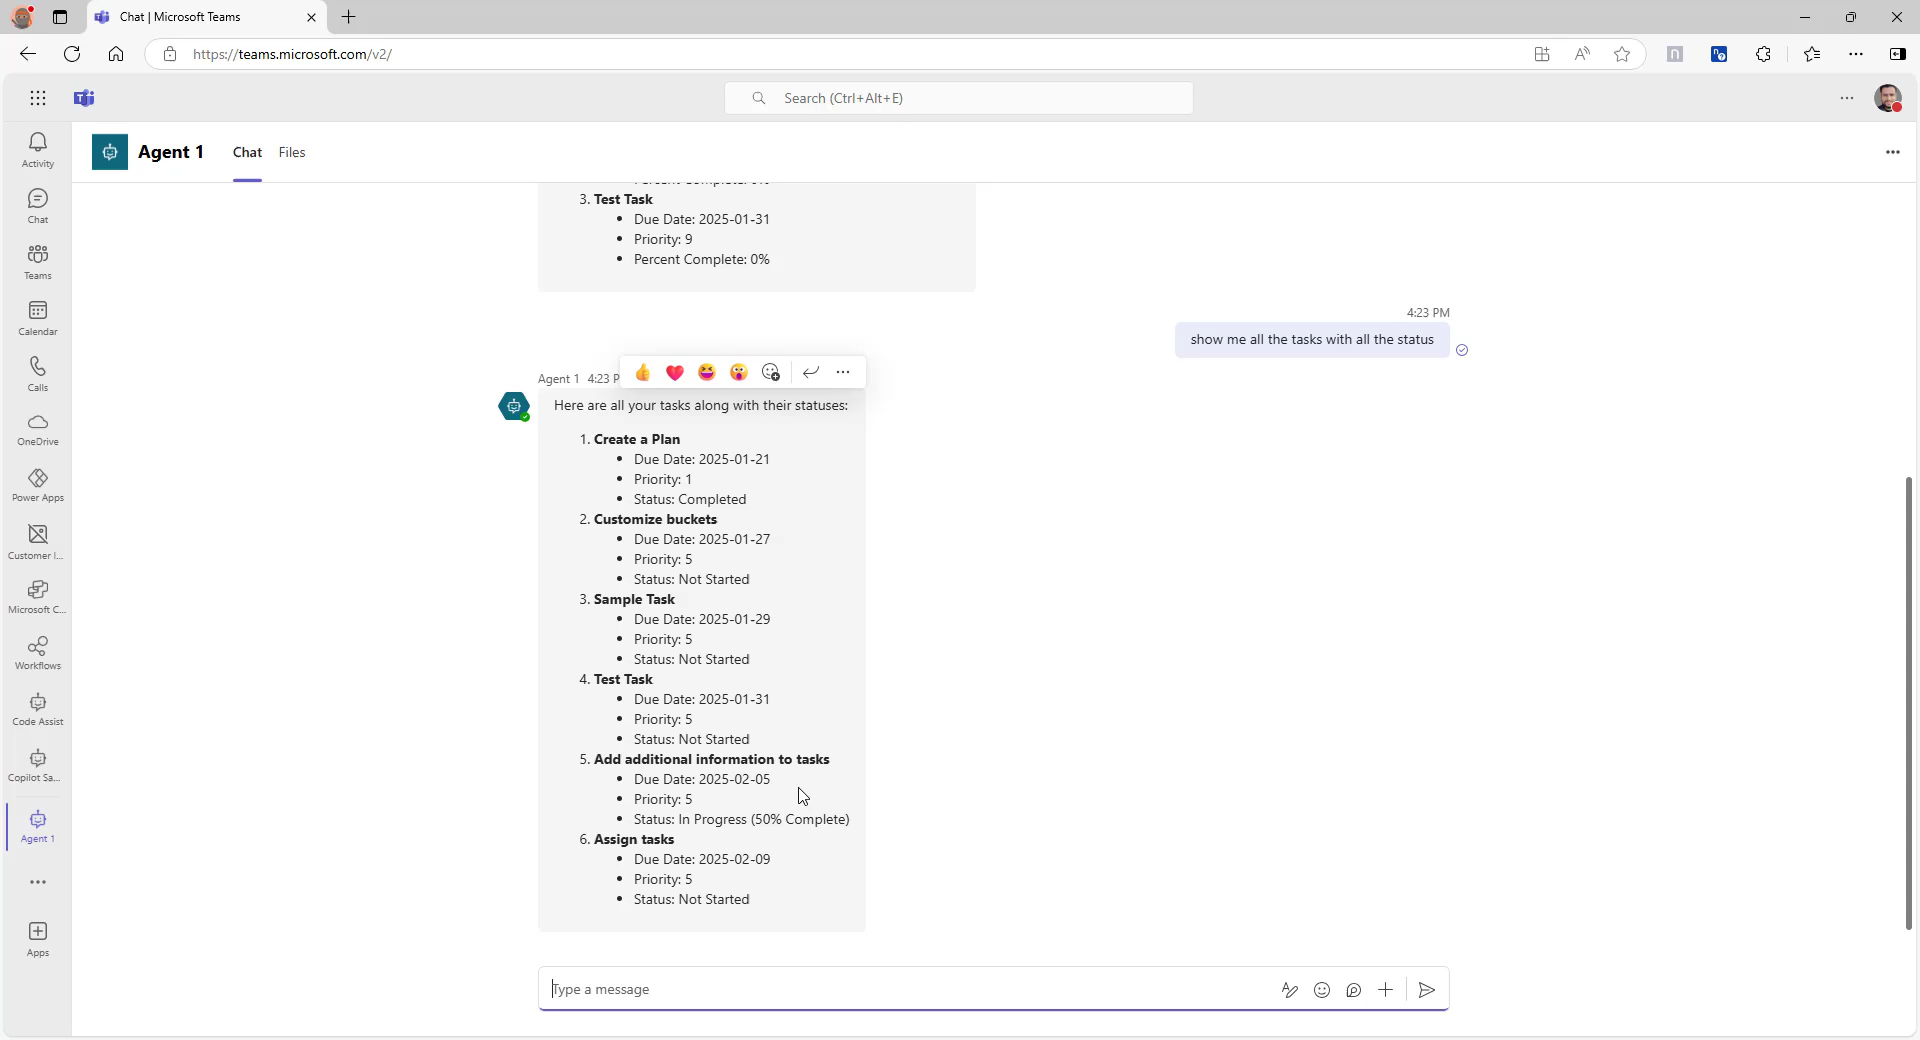 Chat | Microsoft Teams
https://teams.microsoft.com/v2/
Search (Ctrl+Alt+E)
Activity
Chat
Teams
Calendar
Calls
OneDrive
Power Apps
Customer I...
Microsoft C...
Workflows
Code Assist
Copilot Sa...
Agent 1
Apps
Agent 1
Chat
Files
3. Test Task
• Due Date: 2025-01-31
• Priority: 9
• Percent Complete: 0%
4:23 PM
show me all the tasks with all the status
Agent 1 4:23 P
Here are all your tasks along with their statuses:
1. Create a Plan
• Due Date: 2025-01-21
• Priority: 1
• Status: Completed
2. Customize buckets
• Due Date: 2025-01-27
• Priority: 5
• Status: Not Started
3. Sample Task
• Due Date: 2025-01-29
• Priority: 5
• Status: Not Started
4. Test Task
• Due Date: 2025-01-31
• Priority: 5
• Status: Not Started
5. Add additional information to tasks
• Due Date: 2025-02-05
• Priority: 5
• Status: In Progress (50% Complete)
6. Assign tasks
• Due Date: 2025-02-09
• Priority: 5
• Status: Not Started
Type a message